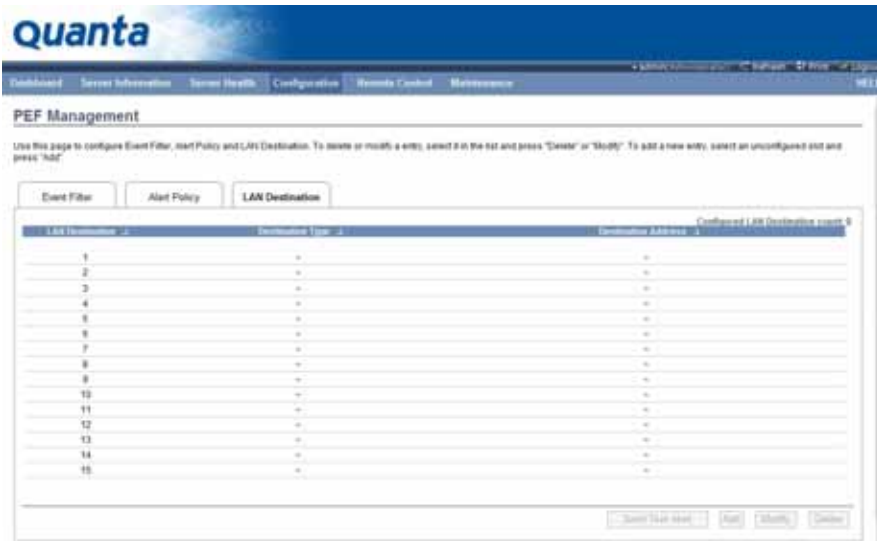 Quanta
Refresh Print Logout
Dashboard Server Information Server Health Configuration Remote Control Maintenance HELP
PEF Management
Use this page to configure Event Filter, Alert Policy and LAN Destination. To delete or modify a entry, select it in the list and press "Delete" or "Modify". To add a new entry, select an unconfigured slot and
press "Add"
Event Filter Alert Policy LAN Destination
Configured LAN Destination count: 0
LAN Destination Destination Type Destination Address
1 ~ ~
2 ~ ~
3 ~ ~
4 ~ ~
5 ~ ~
6 ~ ~
7 ~ ~
8 ~ ~
9 ~ ~
10 ~ ~
11 ~ ~
12 ~ ~
13 ~ ~
14 ~ ~
15 ~ ~
Send Test Alert Add Modify Delete